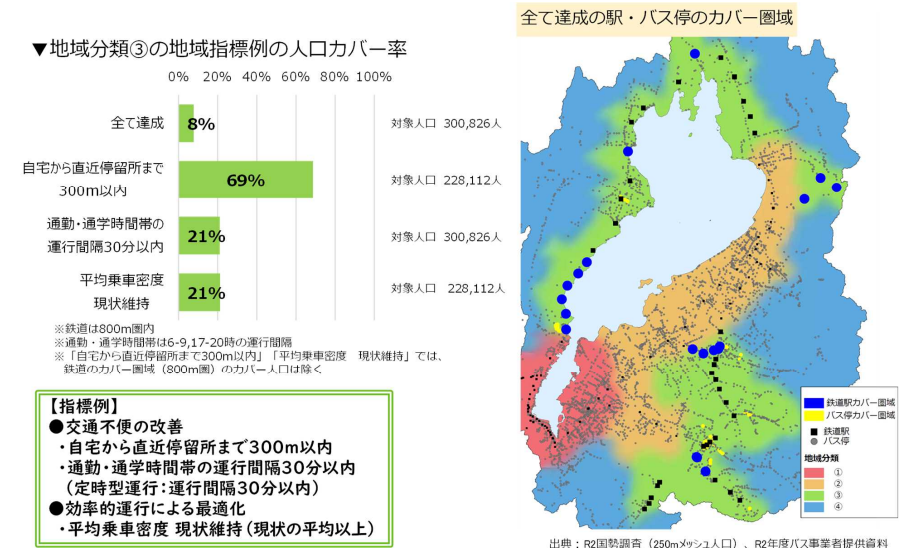 全て達成の駅・バス停のカバー圏域
▼地域分類③の地域指標例の人口カバー率
0% 20% 40% 60% 80% 100%
全て達成 8% 対象人口 300,826人
自宅から直近停留所まで
300m以内 69% 対象人口 228,112人
通勤・通学時間帯の
運行間隔30分以内 21% 対象人口 300,826人
平均乗車密度
現状維持 21% 対象人口 228,112人
※鉄道は800m圏内
※通勤・通学時間帯は6-9,17-20時の運行間隔
※「自宅から直近停留所まで300m以内」「平均乗車密度 現状維持」では、
鉄道のカバー圏域（800m圏）のカバー人口は除く
【指標例】
●交通不便の改善
・自宅から直近停留所まで300m以内
・通勤・通学時間帯の運行間隔30分以内
（定時型運行：運行間隔30分以内）
●効率的運行による最適化
・平均乗車密度 現状維持（現状の平均以上）
鉄道駅カバー圏域
バス停カバー圏域
鉄道駅
バス停
地域分類
①
②
③
④
出典：R2国勢調査（250mメッシュ人口）、R2年度バス事業者提供資料